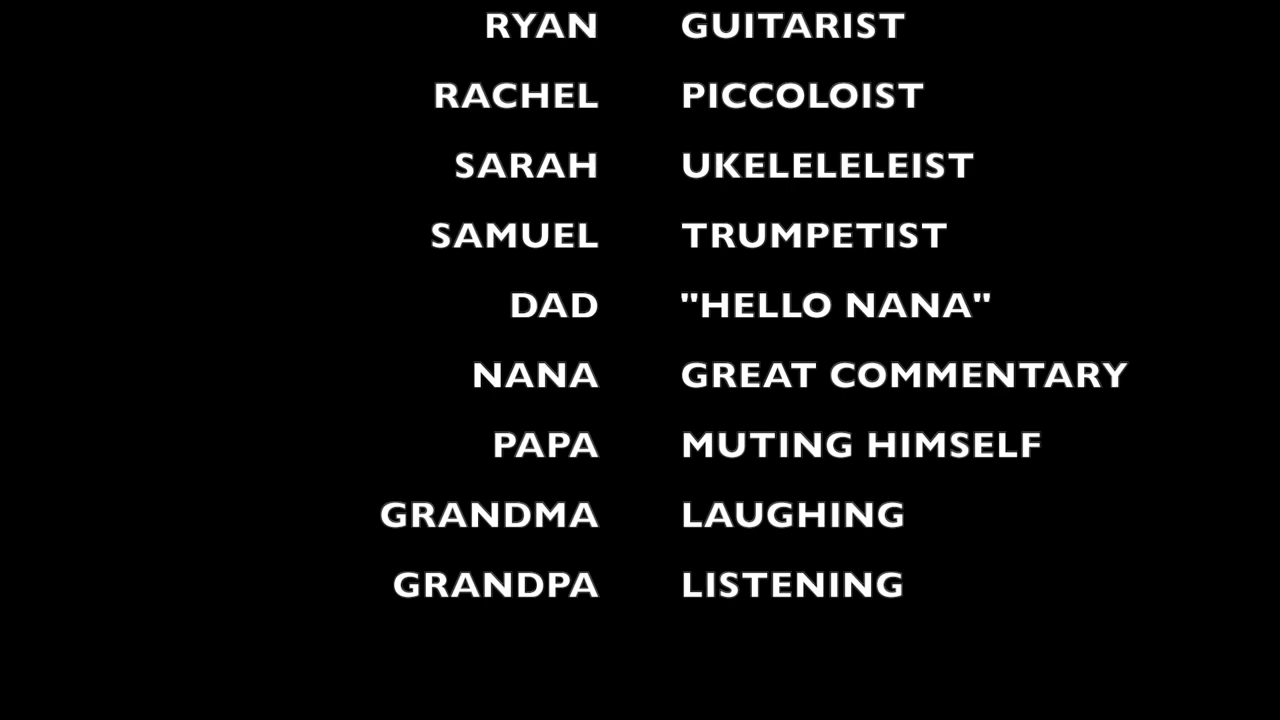 RYAN GUITARIST
RACHEL PICCOLOIST
SARAH UKELELELEIST
SAMUEL TRUMPETIST
DAD "HELLO NANA"
NANA GREAT COMMENTARY
PAPA MUTING HIMSELF
GRANDMA LAUGHING
GRANDPA LISTENING